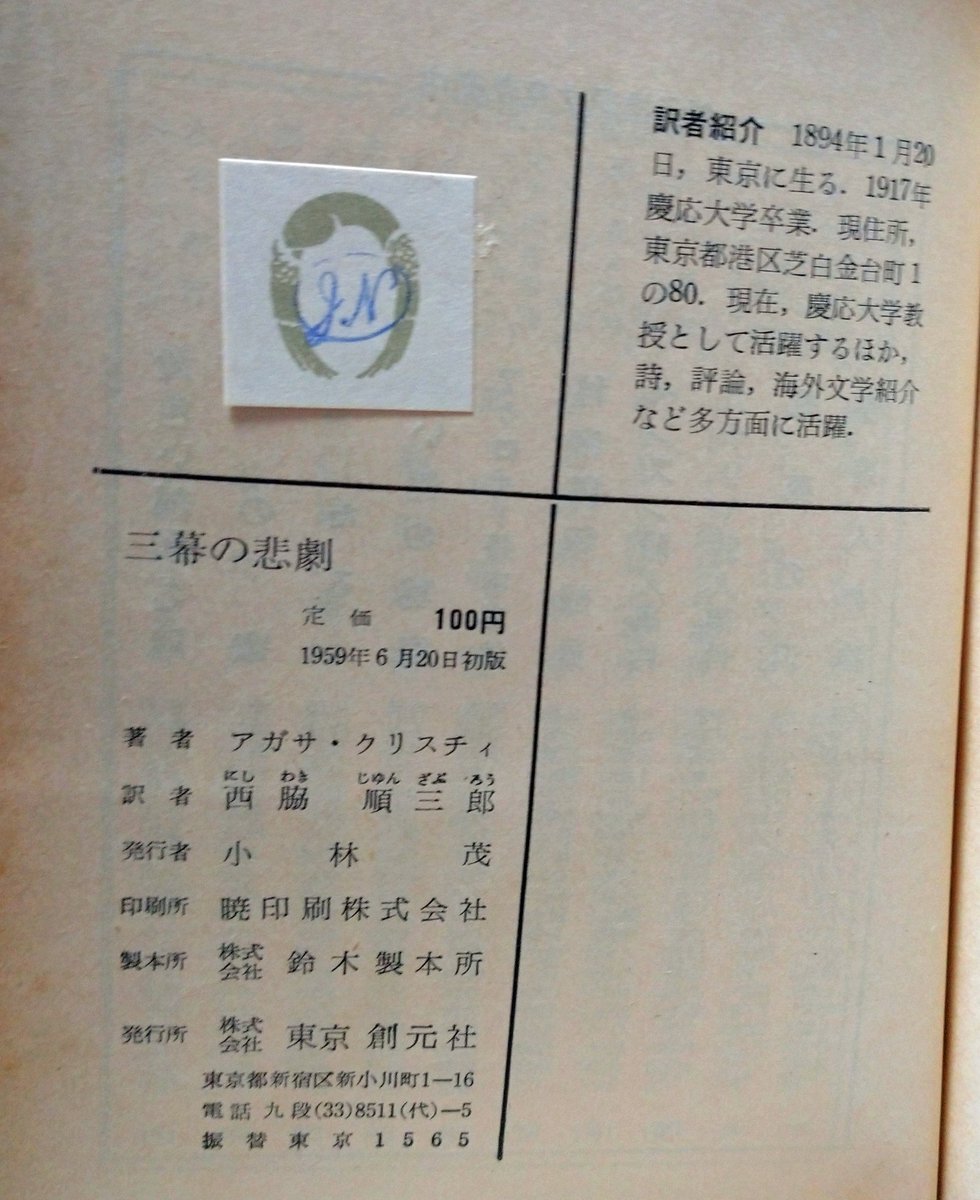 J.N
訳者紹介 1894年1月20
日，東京に生る．1917年
慶応大学卒業．現住所，
東京都港区芝白金台町1
の80．現在，慶応大学教
授として活躍するほか，
詩，評論，海外文学紹介
など多方面に活躍．
三幕の悲劇
定価 100円
1959年6月20日初版
著者 アガサ・クリスチィ
にし わき じゆん ざぶ ろう
訳者 西脇 順三郎
発行者 小林茂
印刷所 暁印刷株式会社
製本所 株式会社 鈴木製本所
発行所 株式会社 東京創元社
東京都新宿区新小川町1—16
電話 九段(33)8511(代)—5
振替東京1565